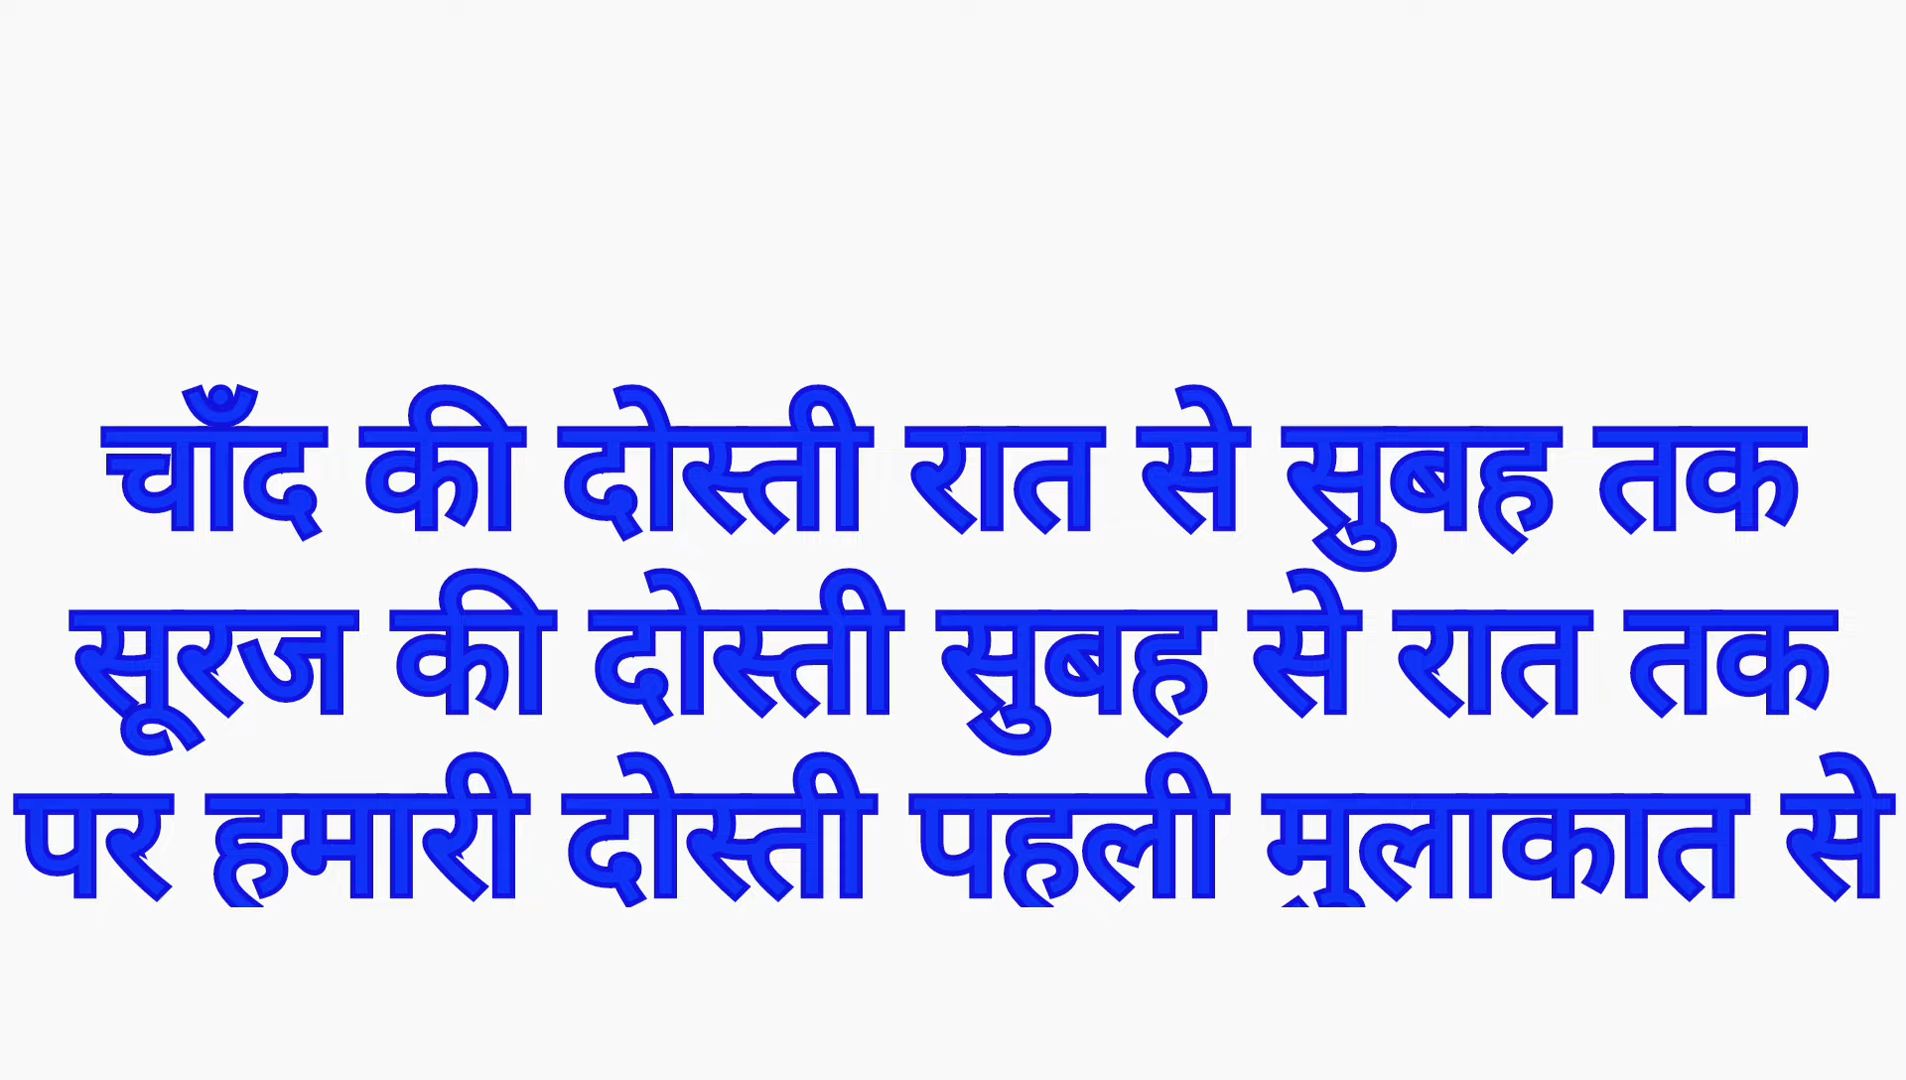 चाँद की दोस्ती रात से सुबह तक
सूरज की दोस्ती सुबह से रात तक
पर हमारी दोस्ती पहली मुलाकात से